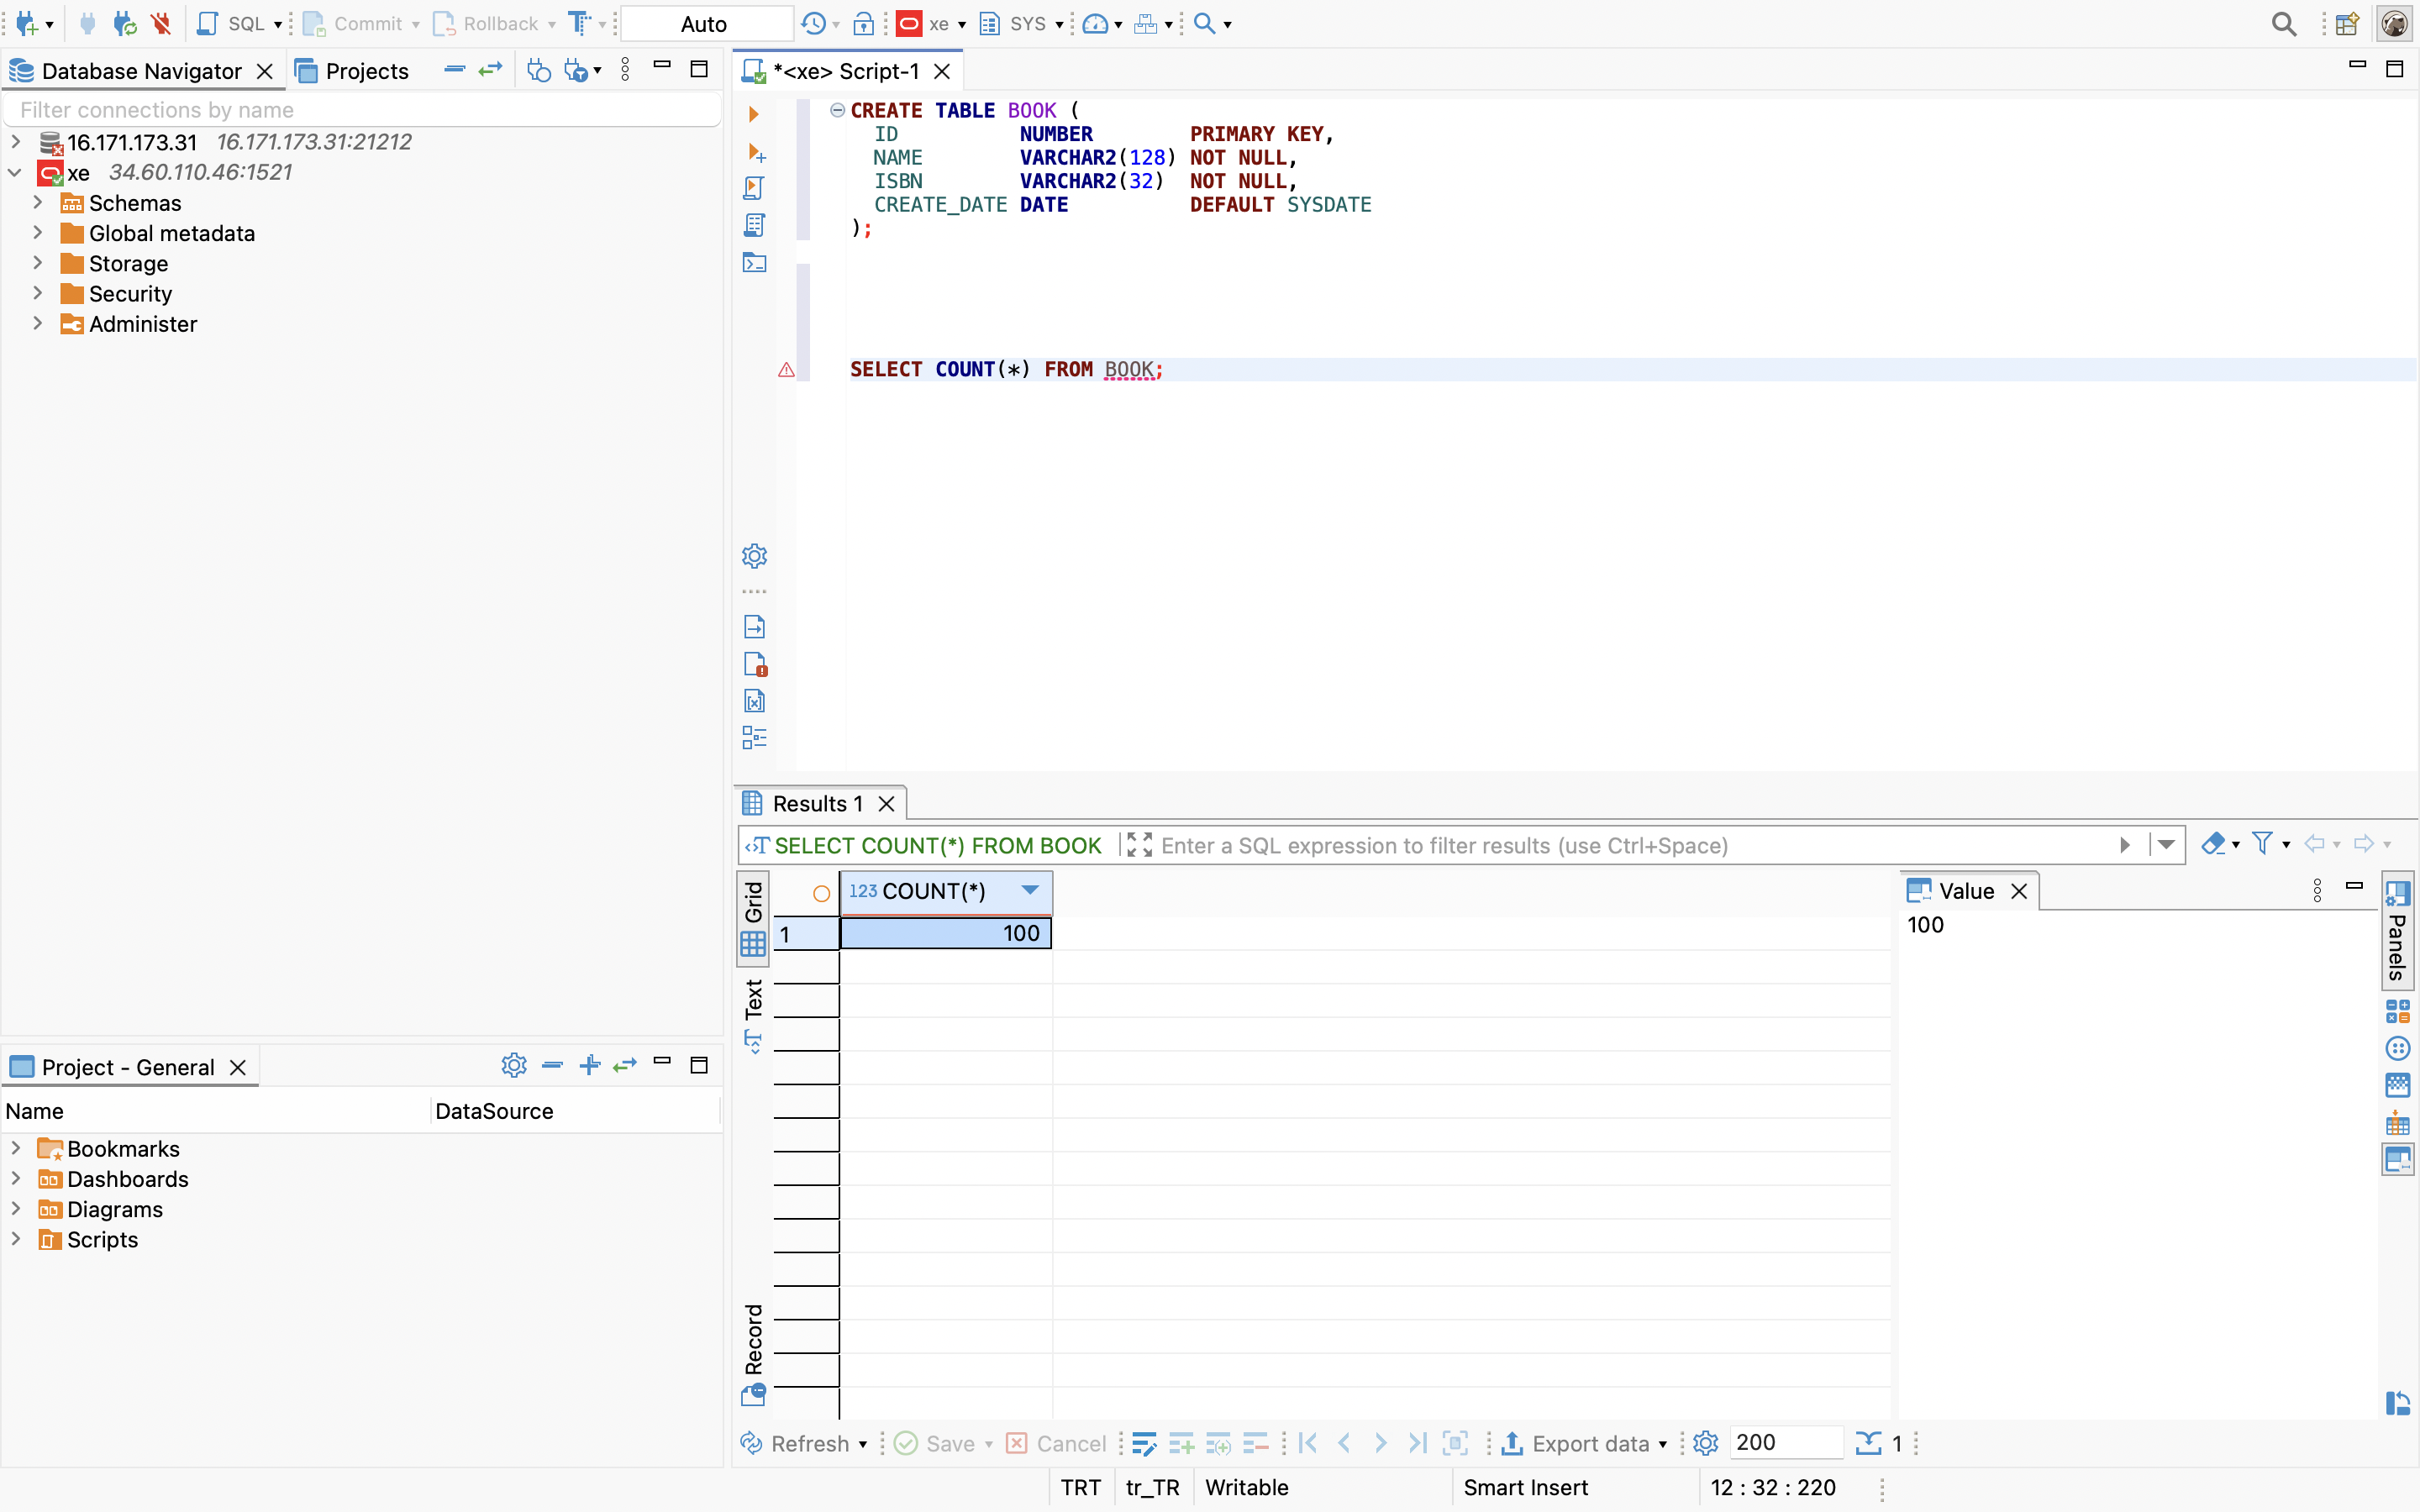 SQL Commit Rollback Auto xe SYS
Database Navigator Projects
Filter connections by name
16.171.173.31 16.171.173.31:21212
xe 34.60.110.46:1521
Schemas
Global metadata
Storage
Security
Administer
*<xe> Script-1
CREATE TABLE BOOK (
ID NUMBER PRIMARY KEY,
NAME VARCHAR2(128) NOT NULL,
ISBN VARCHAR2(32) NOT NULL,
CREATE_DATE DATE DEFAULT SYSDATE
);
SELECT COUNT(*) FROM BOOK;
Results 1
SELECT COUNT(*) FROM BOOK Enter a SQL expression to filter results (use Ctrl+Space)
Grid
Text
Record
123 COUNT(*)
1 100
Value
100
Panels
Project - General
Name DataSource
Bookmarks
Dashboards
Diagrams
Scripts
Refresh Save Cancel Export data 200 1
TRT tr_TR Writable Smart Insert 12 : 32 : 220